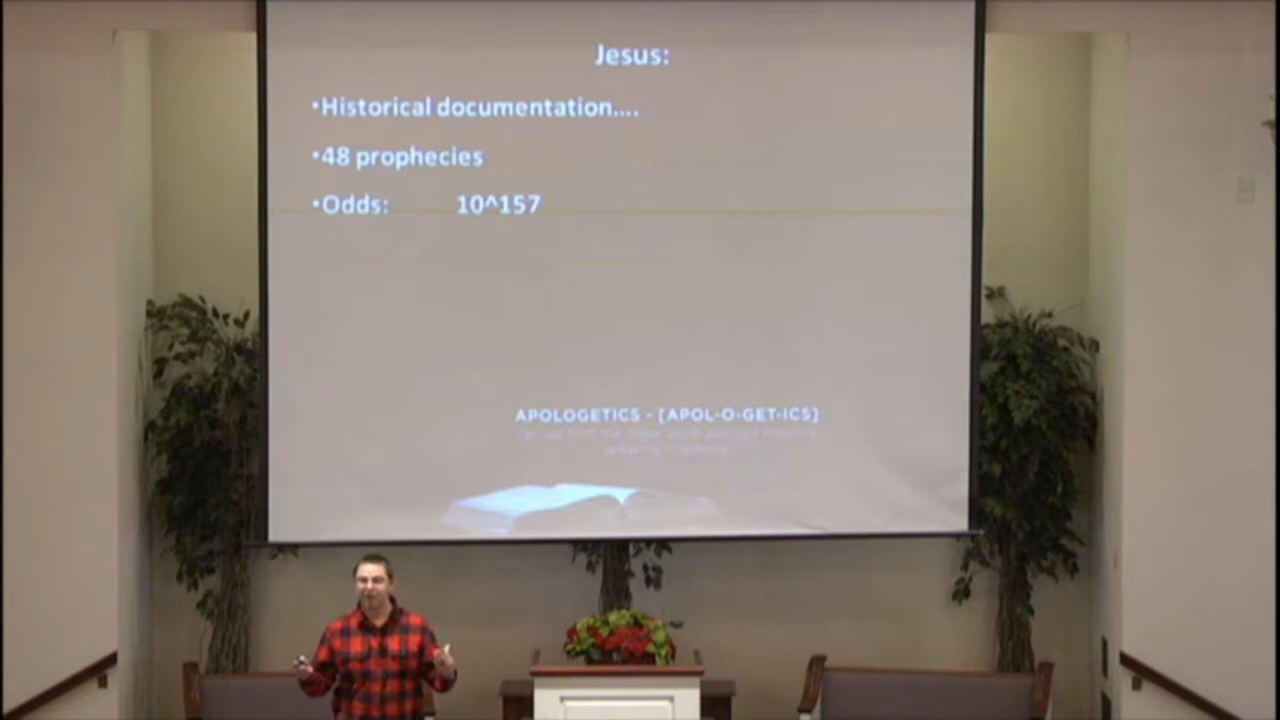 Jesus:
•Historical documentation....
•48 prophecies
•Odds: 10^157
APOLOGETICS - [APOL-O-GET-ICS]